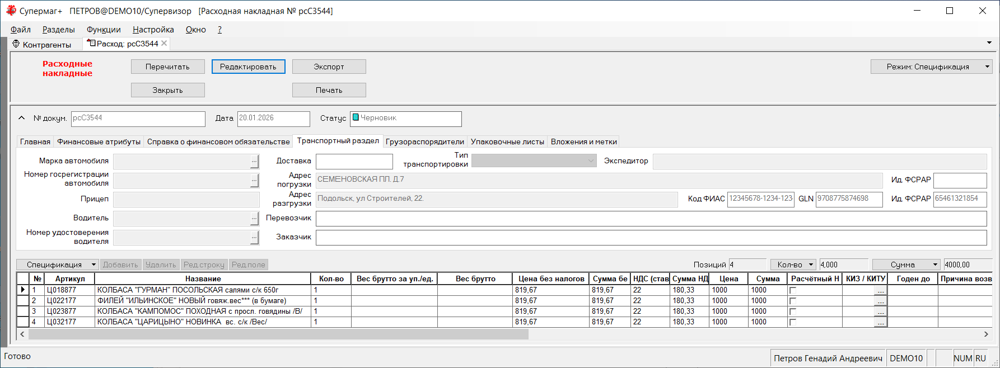 Супермаг+ ПЕТРОВ@DEMO10/Супервизор [Расходная накладная № рсС3544]
Файл Разделы Функции Настройка Окно ?
Контрагенты Расход: рсС3544
Расходные накладные
Перечитать Редактировать Экспорт Режим: Спецификация
Закрыть Печать
№ докум. рсС3544 Дата 20.01.2026 Статус Черновик
Главная Финансовые атрибуты Справка о финансовом обязательстве Транспортный раздел Грузораспорядители Упаковочные листы Вложения и метки
Марка автомобиля ... Доставка Тип транспортировки Экспедитор
Номер госрегистрации автомобиля ... Адрес погрузки СЕМЕНОВСКАЯ ПЛ. Д.7 Ид. ФСРАР
Прицеп Адрес разгрузки Подольск, ул Строителей, 22. Код ФИАС 12345678-1234-123 GLN 9708775874698 Ид. ФСРАР 65461321854
Водитель ... Перевозчик
Номер удостоверения водителя ... Заказчик
Спецификация Добавить Удалить Ред.строку Ред.поле Позиций 4 Кол-во 4,000 Сумма 4000,00
№ Артикул Название Кол-во Вес брутто за уп./ед. Вес брутто Цена без налогов Сумма бе НДС (став Сумма НД Цена Сумма Расчётный Н КИЗ / КИТУ Годен до Причина возв
1 Ц018877 КОЛБАСА "ГУРМАН" ПОСОЛЬСКАЯ салями с/к 650г 1 819,67 819,67 22 180,33 1000 1000 ...
2 Ц022177 ФИЛЕЙ "ИЛЬИНСКОЕ" НОВЫЙ говяж.вес*** (в бумаге) 1 819,67 819,67 22 180,33 1000 1000 ...
3 Ц023877 КОЛБАСА "КАМПОМОС" ПОХОДНАЯ с просл. говядины /В/ 1 819,67 819,67 22 180,33 1000 1000 ...
4 Ц032177 КОЛБАСА "ЦАРИЦЫНО" НОВИНКА вс. с/к /Вес/ 1 819,67 819,67 22 180,33 1000 1000 ...
Готово Петров Генадий Андреевич DEMO10 NUM RU